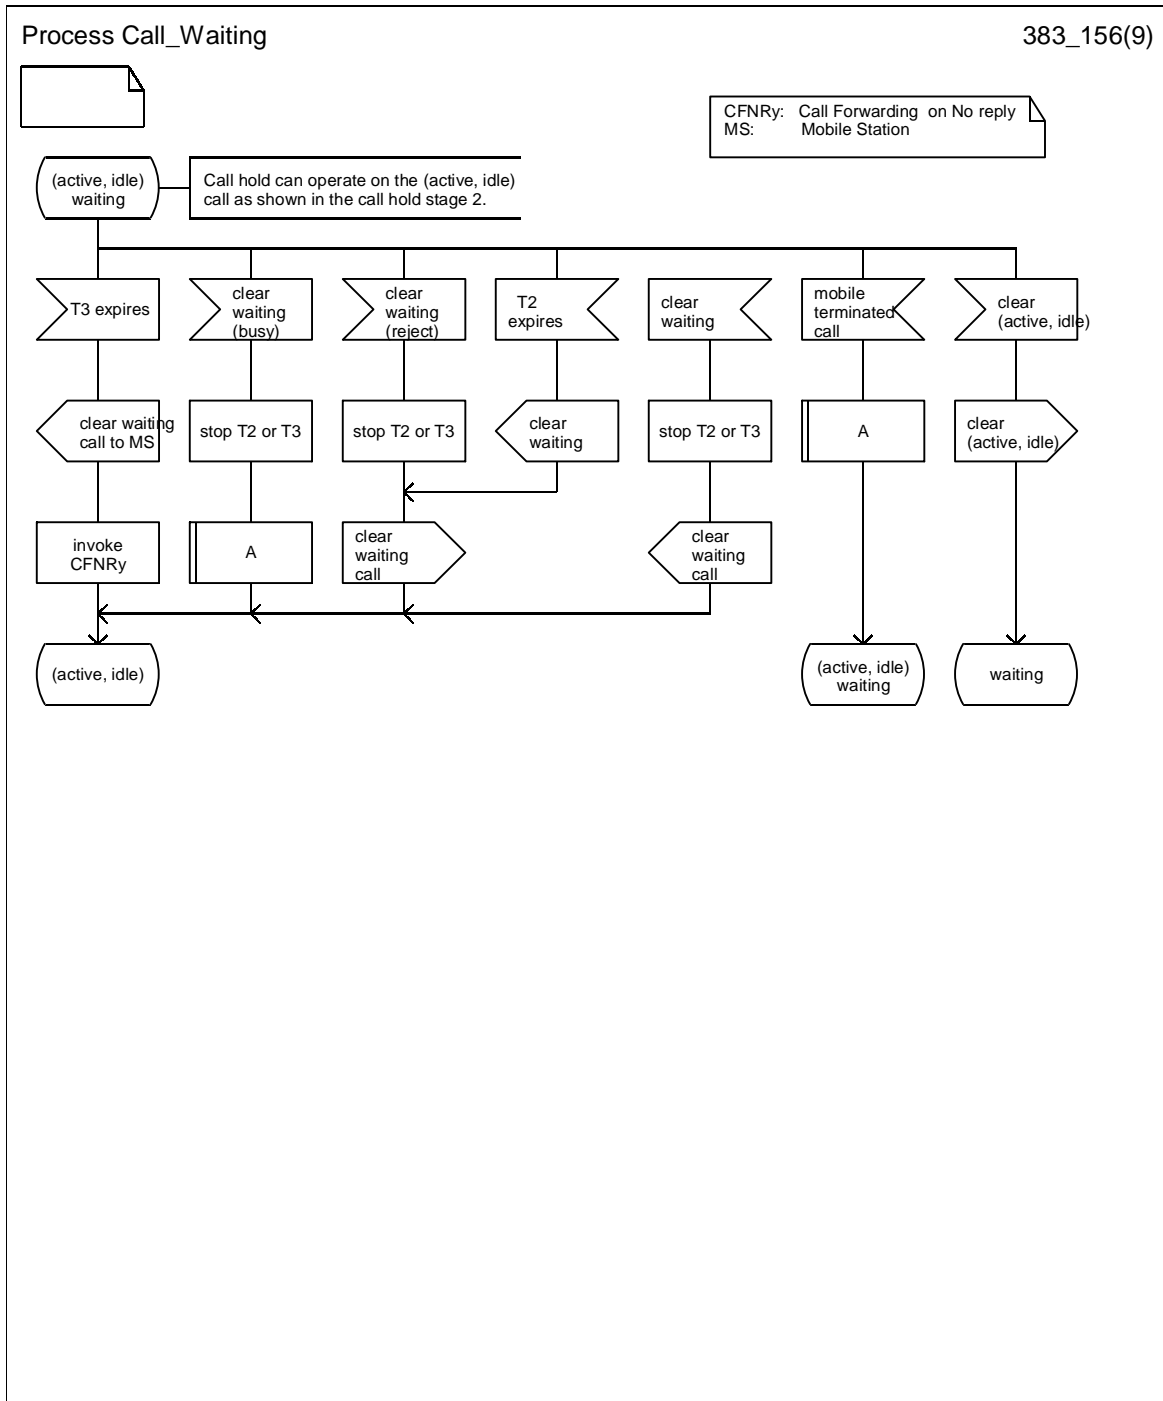 Process Call_Waiting
383_156(9)
CFNRy: Call Forwarding on No reply
MS: Mobile Station
(active, idle)
waiting
Call hold can operate on the (active, idle)
call as shown in the call hold stage 2.
T3 expires
clear
waiting
(busy)
clear
waiting
(reject)
T2
expires
clear
waiting
mobile
terminated
call
clear
(active, idle)
clear waiting
call to MS
stop T2 or T3
stop T2 or T3
clear
waiting
stop T2 or T3
A
clear
(active, idle)
invoke
CFNRy
A
clear
waiting
call
clear
waiting
call
(active, idle)
(active, idle)
waiting
waiting